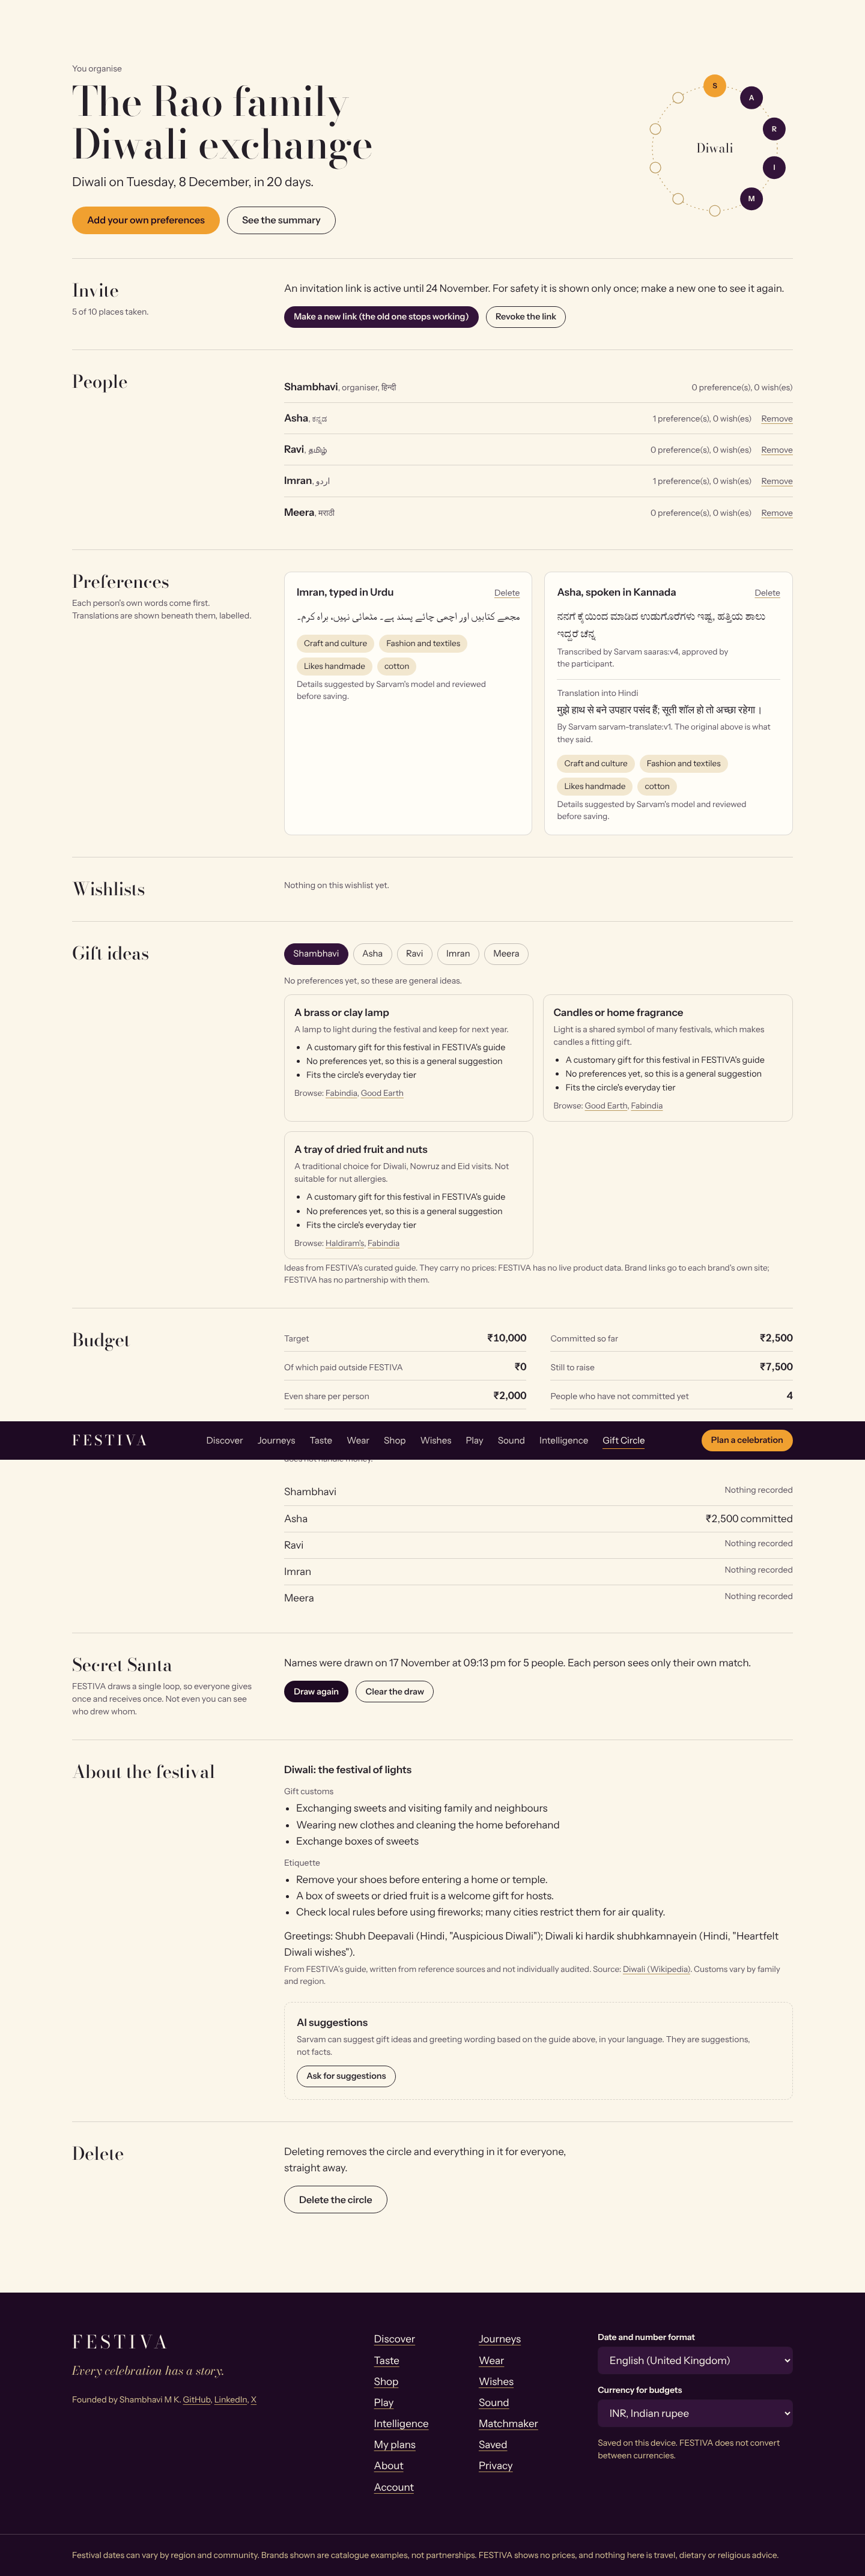 You organise
The Rao family
Diwali exchange
Diwali on Tuesday, 8 December, in 20 days.
Add your own preferences
See the summary
S
A
R
I
M
Diwali
Invite
5 of 10 places taken.
An invitation link is active until 24 November. For safety it is shown only once; make a new one to see it again.
Make a new link (the old one stops working)
Revoke the link
People
Shambhavi, organiser, हिन्दी
0 preference(s), 0 wish(es)
Asha, ಕನ್ನಡ
1 preference(s), 0 wish(es) Remove
Ravi, தமிழ்
0 preference(s), 0 wish(es) Remove
Imran, اردو
1 preference(s), 0 wish(es) Remove
Meera, मराठी
0 preference(s), 0 wish(es) Remove
Preferences
Each person's own words come first.
Translations are shown beneath them, labelled.
Imran, typed in Urdu
Delete
مجھے کتابیں اور اچھی چائے پسند ہے۔ مٹھائی نہیں، براہ کرم۔
Craft and culture
Fashion and textiles
Likes handmade
cotton
Details suggested by Sarvam's model and reviewed
before saving.
Asha, spoken in Kannada
Delete
ನನಗೆ ಕೈಯಿಂದ ಮಾಡಿದ ಉಡುಗೊರೆಗಳು ಇಷ್ಟ, ಹತ್ತಿಯ ಶಾಲು
ಇದ್ದರೆ ಚೆನ್ನ
Transcribed by Sarvam saaras:v4, approved by
the participant.
Translation into Hindi
मुझे हाथ से बने उपहार पसंद हैं; सूती शॉल हो तो अच्छा रहेगा।
By Sarvam sarvam-translate:v1. The original above is what
they said.
Craft and culture
Fashion and textiles
Likes handmade
cotton
Details suggested by Sarvam's model and reviewed
before saving.
Wishlists
Nothing on this wishlist yet.
Gift ideas
Shambhavi
Asha
Ravi
Imran
Meera
No preferences yet, so these are general ideas.
A brass or clay lamp
A lamp to light during the festival and keep for next year.
A customary gift for this festival in FESTIVA's guide
No preferences yet, so this is a general suggestion
Fits the circle's everyday tier
Browse: Fabindia, Good Earth
Candles or home fragrance
Light is a shared symbol of many festivals, which makes
candles a fitting gift.
A customary gift for this festival in FESTIVA's guide
No preferences yet, so this is a general suggestion
Fits the circle's everyday tier
Browse: Good Earth, Fabindia
A tray of dried fruit and nuts
A traditional choice for Diwali, Nowruz and Eid visits. Not
suitable for nut allergies.
A customary gift for this festival in FESTIVA's guide
No preferences yet, so this is a general suggestion
Fits the circle's everyday tier
Browse: Haldiram's, Fabindia
Ideas from FESTIVA's curated guide. They carry no prices: FESTIVA has no live product data. Brand links go to each brand's own site;
FESTIVA has no partnership with them.
Budget
Target ₹10,000
Committed so far ₹2,500
Of which paid outside FESTIVA ₹0
Still to raise ₹7,500
Even share per person ₹2,000
People who have not committed yet 4
FESTIVA
Discover
Journeys
Taste
Wear
Shop
Wishes
Play
Sound
Intelligence
Gift Circle
Plan a celebration
does not handle money.
Shambhavi Nothing recorded
Asha ₹2,500 committed
Ravi Nothing recorded
Imran Nothing recorded
Meera Nothing recorded
Secret Santa
FESTIVA draws a single loop, so everyone gives
once and receives once. Not even you can see
who drew whom.
Names were drawn on 17 November at 09:13 pm for 5 people. Each person sees only their own match.
Draw again
Clear the draw
About the festival
Diwali: the festival of lights
Gift customs
Exchanging sweets and visiting family and neighbours
Wearing new clothes and cleaning the home beforehand
Exchange boxes of sweets
Etiquette
Remove your shoes before entering a home or temple.
A box of sweets or dried fruit is a welcome gift for hosts.
Check local rules before using fireworks; many cities restrict them for air quality.
Greetings: Shubh Deepavali (Hindi, "Auspicious Diwali"); Diwali ki hardik shubhkamnayein (Hindi, "Heartfelt
Diwali wishes").
From FESTIVA's guide, written from reference sources and not individually audited. Source: Diwali (Wikipedia). Customs vary by family
and region.
AI suggestions
Sarvam can suggest gift ideas and greeting wording based on the guide above, in your language. They are suggestions,
not facts.
Ask for suggestions
Delete
Deleting removes the circle and everything in it for everyone,
straight away.
Delete the circle
FESTIVA
Every celebration has a story.
Founded by Shambhavi M K. GitHub, LinkedIn, X
Discover
Journeys
Taste
Wear
Shop
Wishes
Play
Sound
Intelligence
Matchmaker
My plans
Saved
About
Privacy
Account
Date and number format
English (United Kingdom)
Currency for budgets
INR, Indian rupee
Saved on this device. FESTIVA does not convert
between currencies.
Festival dates can vary by region and community. Brands shown are catalogue examples, not partnerships. FESTIVA shows no prices, and nothing here is travel, dietary or religious advice.